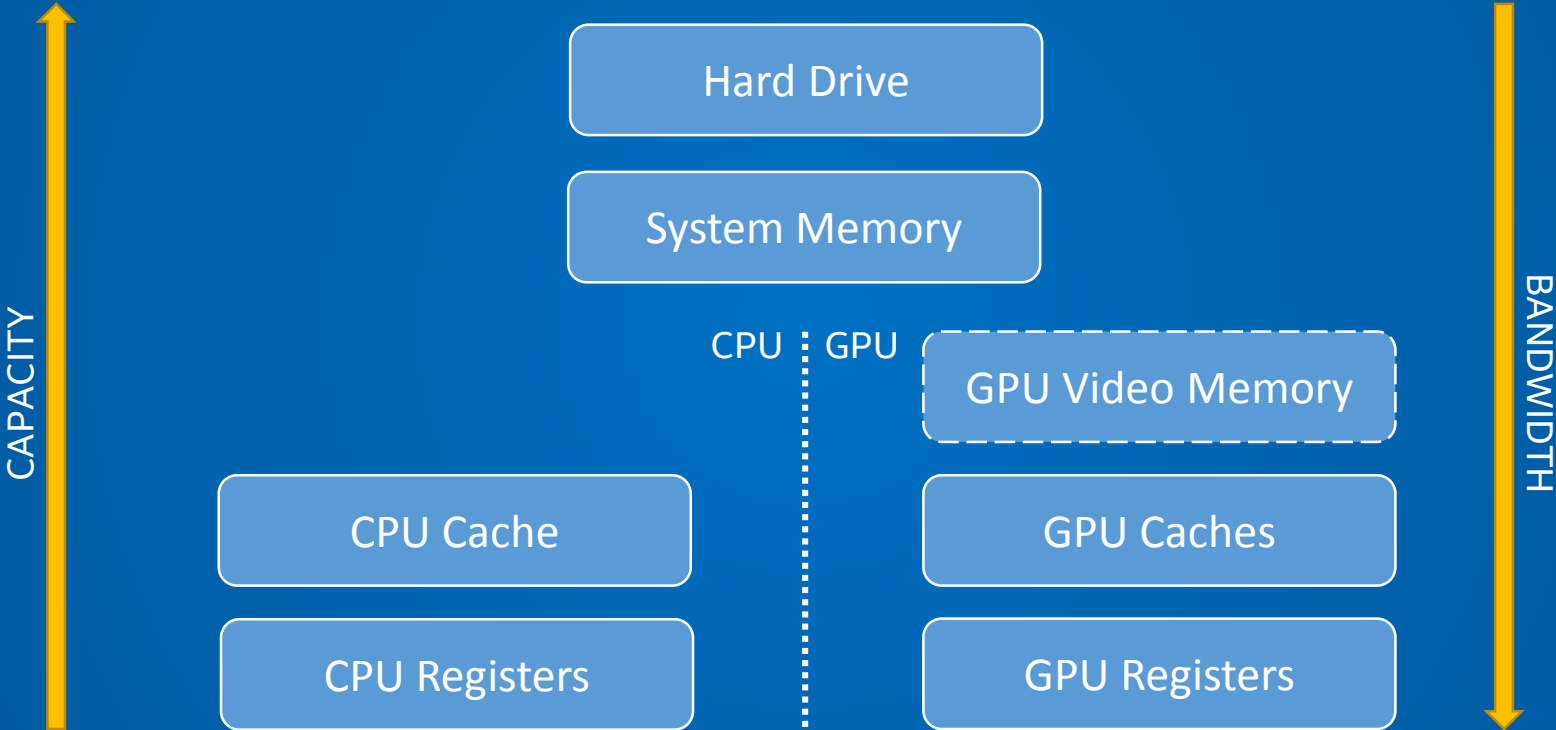 Hard Drive
System Memory
CAPACITY
BANDWIDTH
CPU GPU
GPU Video Memory
CPU Cache
GPU Caches
CPU Registers
GPU Registers